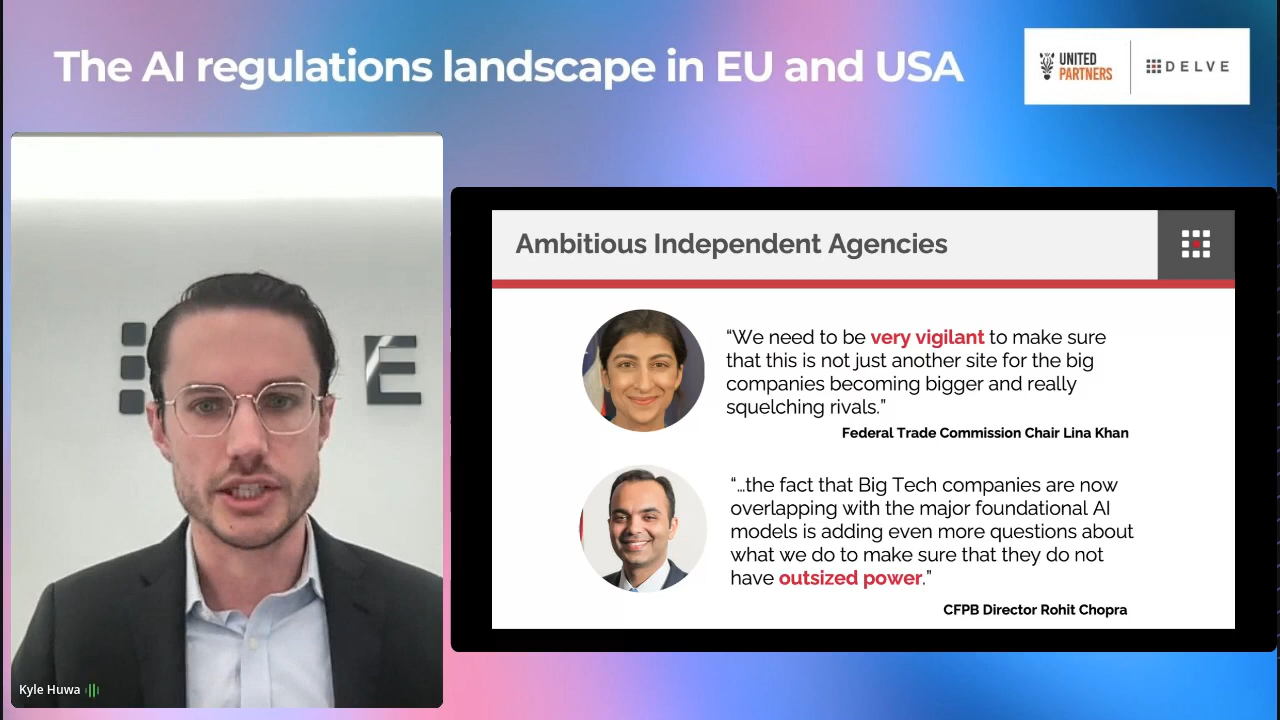 The AI regulations landscape in EU and USA
UNITED
PARTNERS
DELVE
E
Kyle Huwa
Ambitious Independent Agencies
“We need to be very vigilant to make sure
that this is not just another site for the big
companies becoming bigger and really
squelching rivals.”
Federal Trade Commission Chair Lina Khan
“…the fact that Big Tech companies are now
overlapping with the major foundational AI
models is adding even more questions about
what we do to make sure that they do not
have outsized power.”
CFPB Director Rohit Chopra